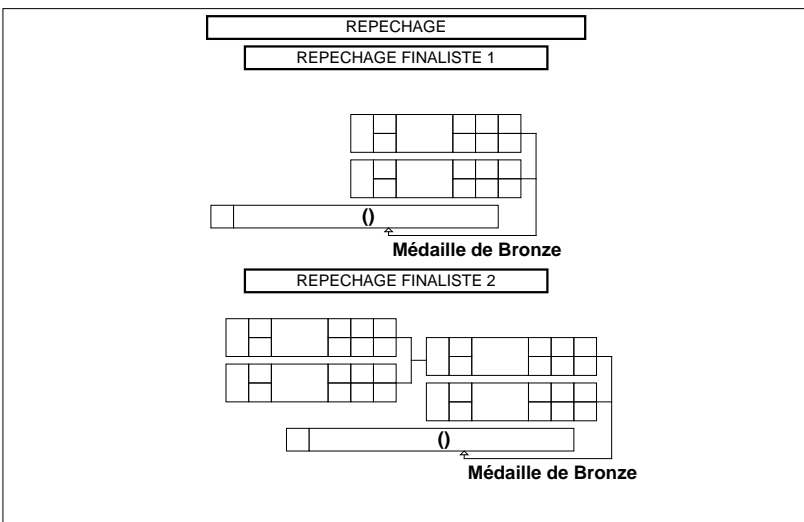 REPECHAGE
REPECHAGE FINALISTE 1
()
Médaille de Bronze
REPECHAGE FINALISTE 2
()
Médaille de Bronze